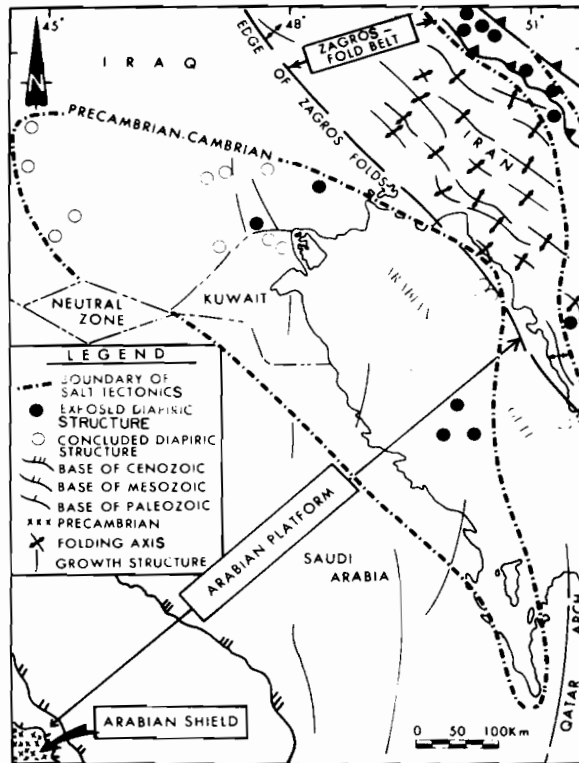 45
48
51
N
IRAQ
EDGE OF ZAGROS FOLDS
ZAGROS-
FOLD BELT
IRAN
PRECAMBRIAN-CAMBRIAN
NEUTRAL
ZONE
KUWAIT
ARABIAN
LEGEND
BOUNDARY OF
SALT TECTONICS
EXPOSED DIAPIRIC
STRUCTURE
CONCLUDED DIAPIRIC
STRUCTURE
BASE OF CENOZOIC
BASE OF MESOZOIC
BASE OF PALEOZOIC
PRECAMBRIAN
FOLDING AXIS
GROWTH STRUCTURE
ARABIAN PLATFORM
SAUDI
ARABIA
QATAR ARCH
ARABIAN SHIELD
0 50 100Km